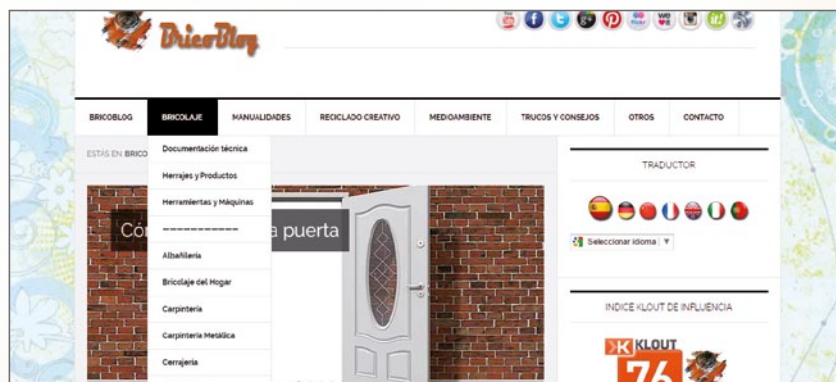 BricoBlog
BRICOBLOG BRICOLAJE MANUALIDADES RECICLADO CREATIVO MEDIOAMBIENTE TRUCOS Y CONSEJOS OTROS CONTACTO
ESTÁS EN: BRICO
Documentación técnica
Herrajes y Productos
Herramientas y Máquinas
-----------
Albañilería
Bricolaje del Hogar
Carpintería
Carpintería Metálica
Cerrajería
a puerta
TRADUCTOR
Seleccionar idioma ▼
INDICE KLOUT DE INFLUENCIA
KLOUT
76